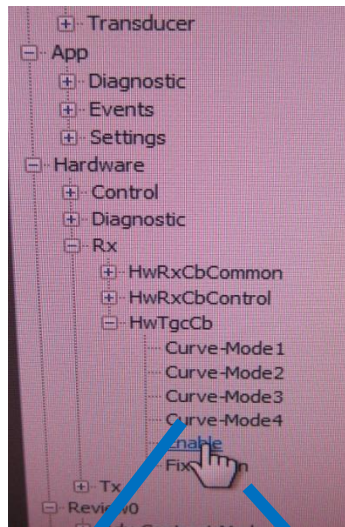 Transducer
App
Diagnostic
Events
Settings
Hardware
Control
Diagnostic
Rx
HwRxCbCommon
HwRxCbControl
HwTgcCb
Curve-Mode1
Curve-Mode2
Curve-Mode3
Curve-Mode4
Enable
Tx
Review0